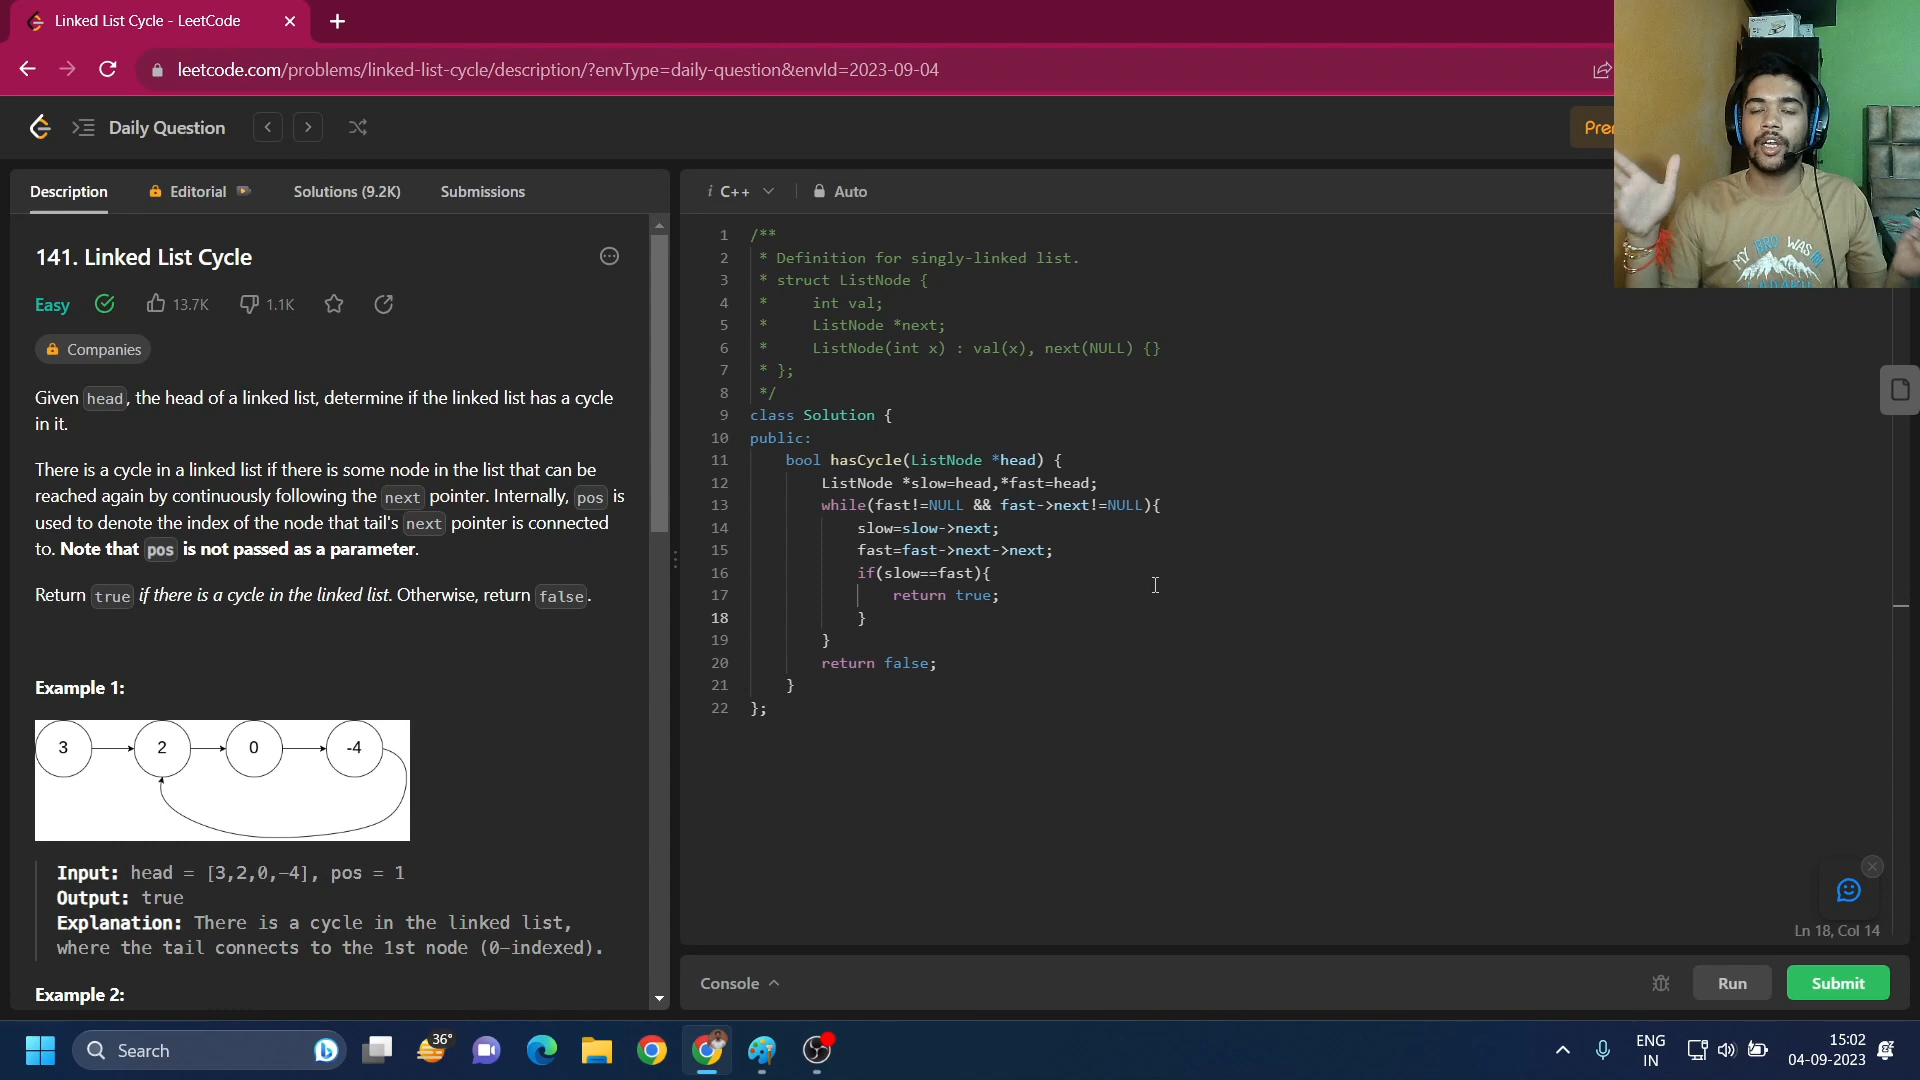 Linked List Cycle - LeetCode
leetcode.com/problems/linked-list-cycle/description/?envType=daily-question&envId=2023-09-04
Daily Question
Description
Editorial
Solutions (9.2K)
Submissions
141. Linked List Cycle
Easy
13.7K
1.1K
Companies
Given head, the head of a linked list, determine if the linked list has a cycle
in it.
There is a cycle in a linked list if there is some node in the list that can be
reached again by continuously following the next pointer. Internally, pos is
used to denote the index of the node that tail's next pointer is connected
to. Note that pos is not passed as a parameter.
Return true if there is a cycle in the linked list. Otherwise, return false.
Example 1:
3 2 0 -4
Input: head = [3,2,0,-4], pos = 1
Output: true
Explanation: There is a cycle in the linked list,
where the tail connects to the 1st node (0-indexed).
Example 2:
i C++
Auto
1 /**
2 * Definition for singly-linked list.
3 * struct ListNode {
4 *     int val;
5 *     ListNode *next;
6 *     ListNode(int x) : val(x), next(NULL) {}
7 * };
8 */
9 class Solution {
10 public:
11     bool hasCycle(ListNode *head) {
12         ListNode *slow=head,*fast=head;
13         while(fast!=NULL && fast->next!=NULL){
14             slow=slow->next;
15             fast=fast->next->next;
16             if(slow==fast){
17                 return true;
18             }
19         }
20         return false;
21     }
22 };
MY BRO WAS IN
Ln 18, Col 14
Console
Run
Submit
Search
36°
ENG
IN
15:02
04-09-2023